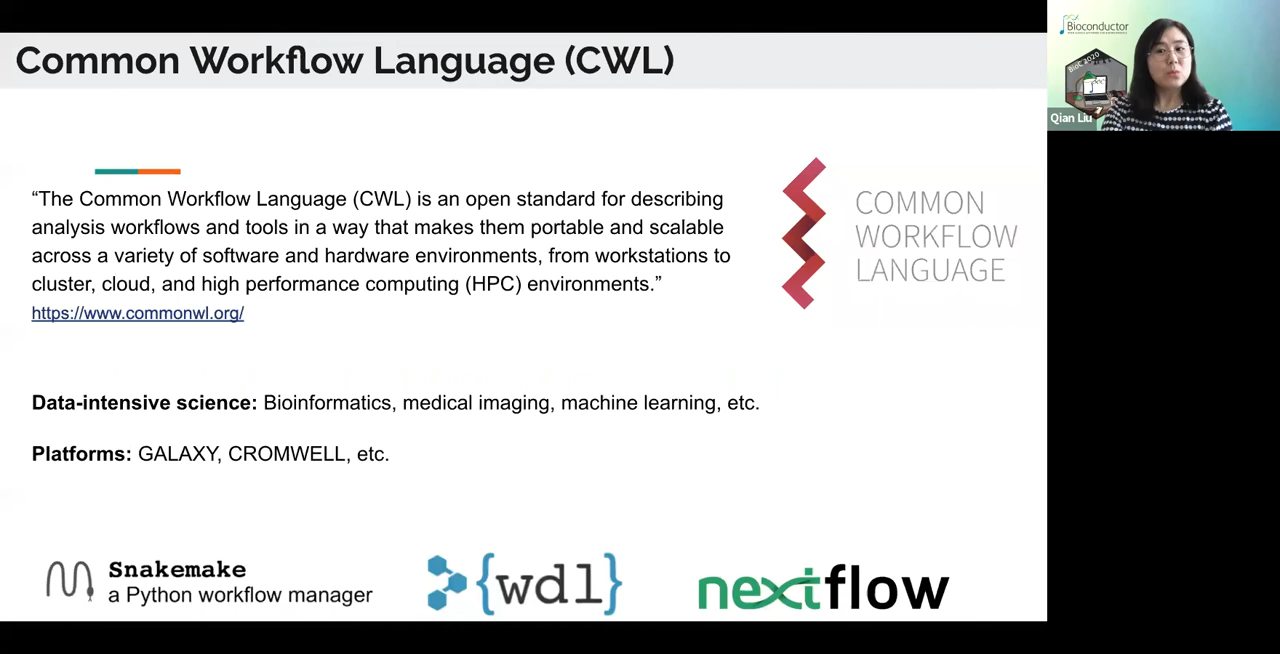 Common Workflow Language (CWL)
“The Common Workflow Language (CWL) is an open standard for describing
analysis workflows and tools in a way that makes them portable and scalable
across a variety of software and hardware environments, from workstations to
cluster, cloud, and high performance computing (HPC) environments.”
https://www.commonwl.org/
COMMON
WORKFLOW
LANGUAGE
Data-intensive science: Bioinformatics, medical imaging, machine learning, etc.
Platforms: GALAXY, CROMWELL, etc.
Snakemake
a Python workflow manager
{wdl}
nextflow
Bioconductor
BioC 2020
Qian Liu